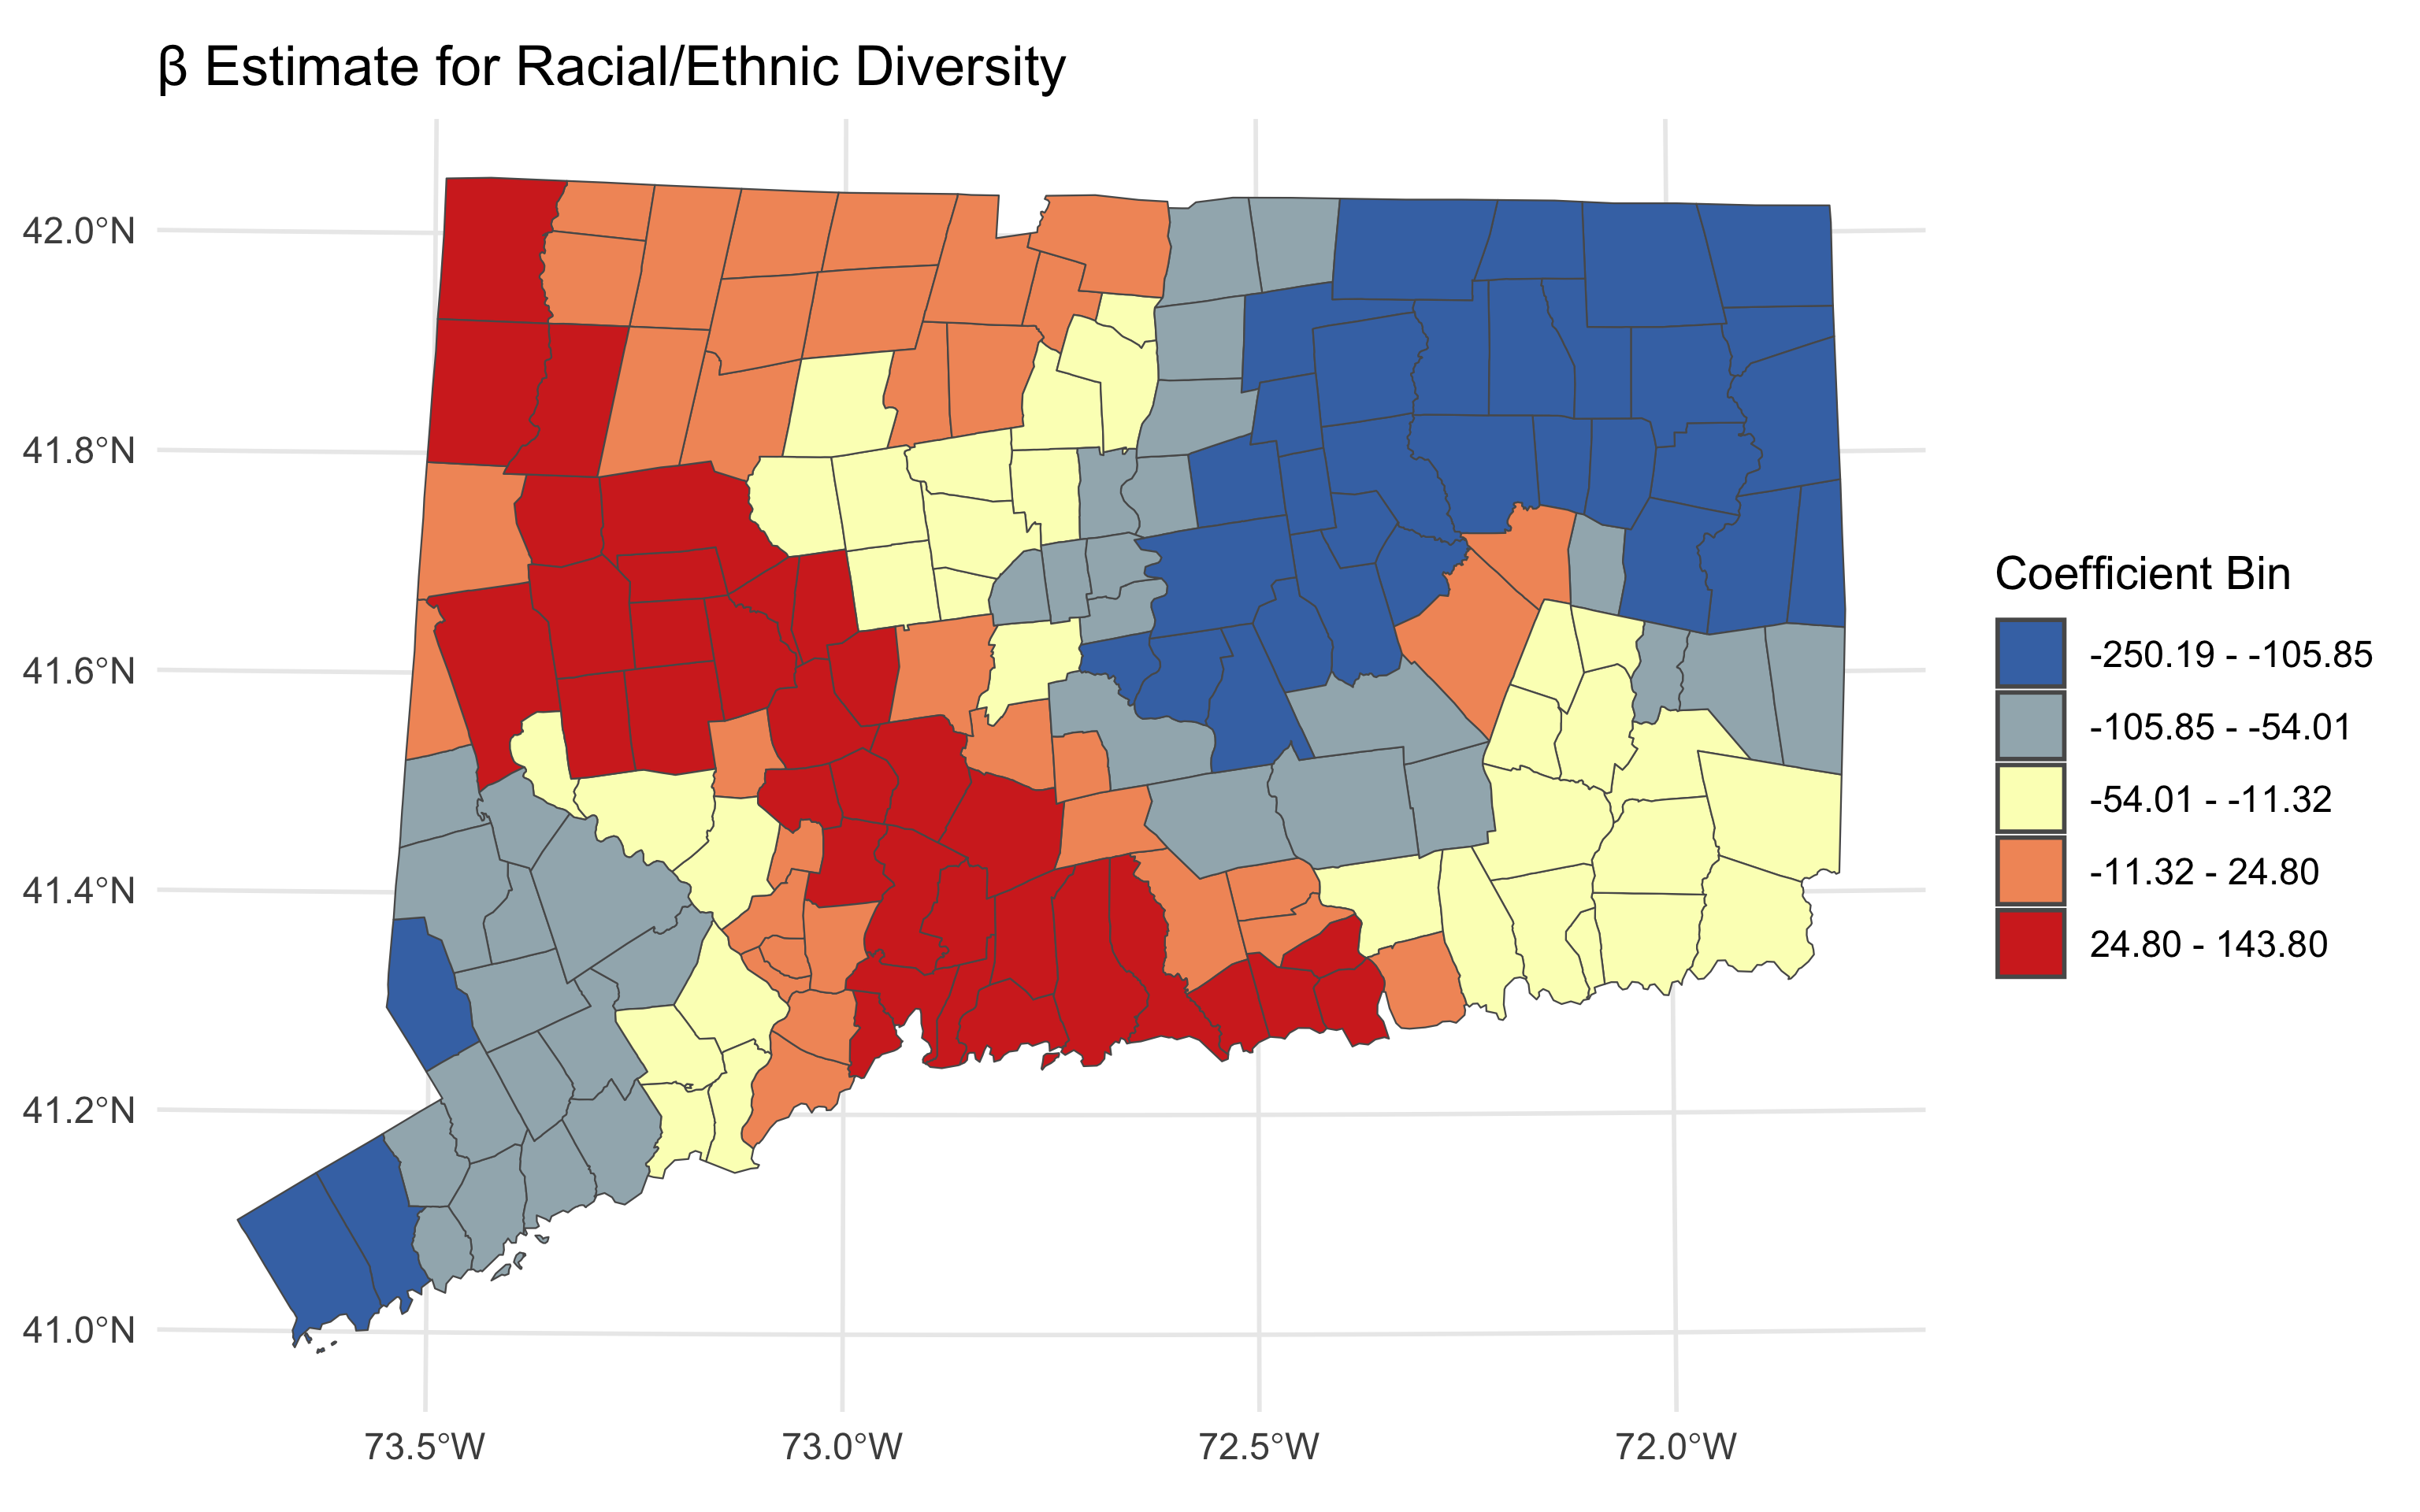 β Estimate for Racial/Ethnic Diversity
42.0°N
41.8°N
41.6°N
41.4°N
41.2°N
41.0°N
73.5°W
73.0°W
72.5°W
72.0°W
Coefficient Bin
-250.19 - -105.85
-105.85 - -54.01
-54.01 - -11.32
-11.32 - 24.80
24.80 - 143.80